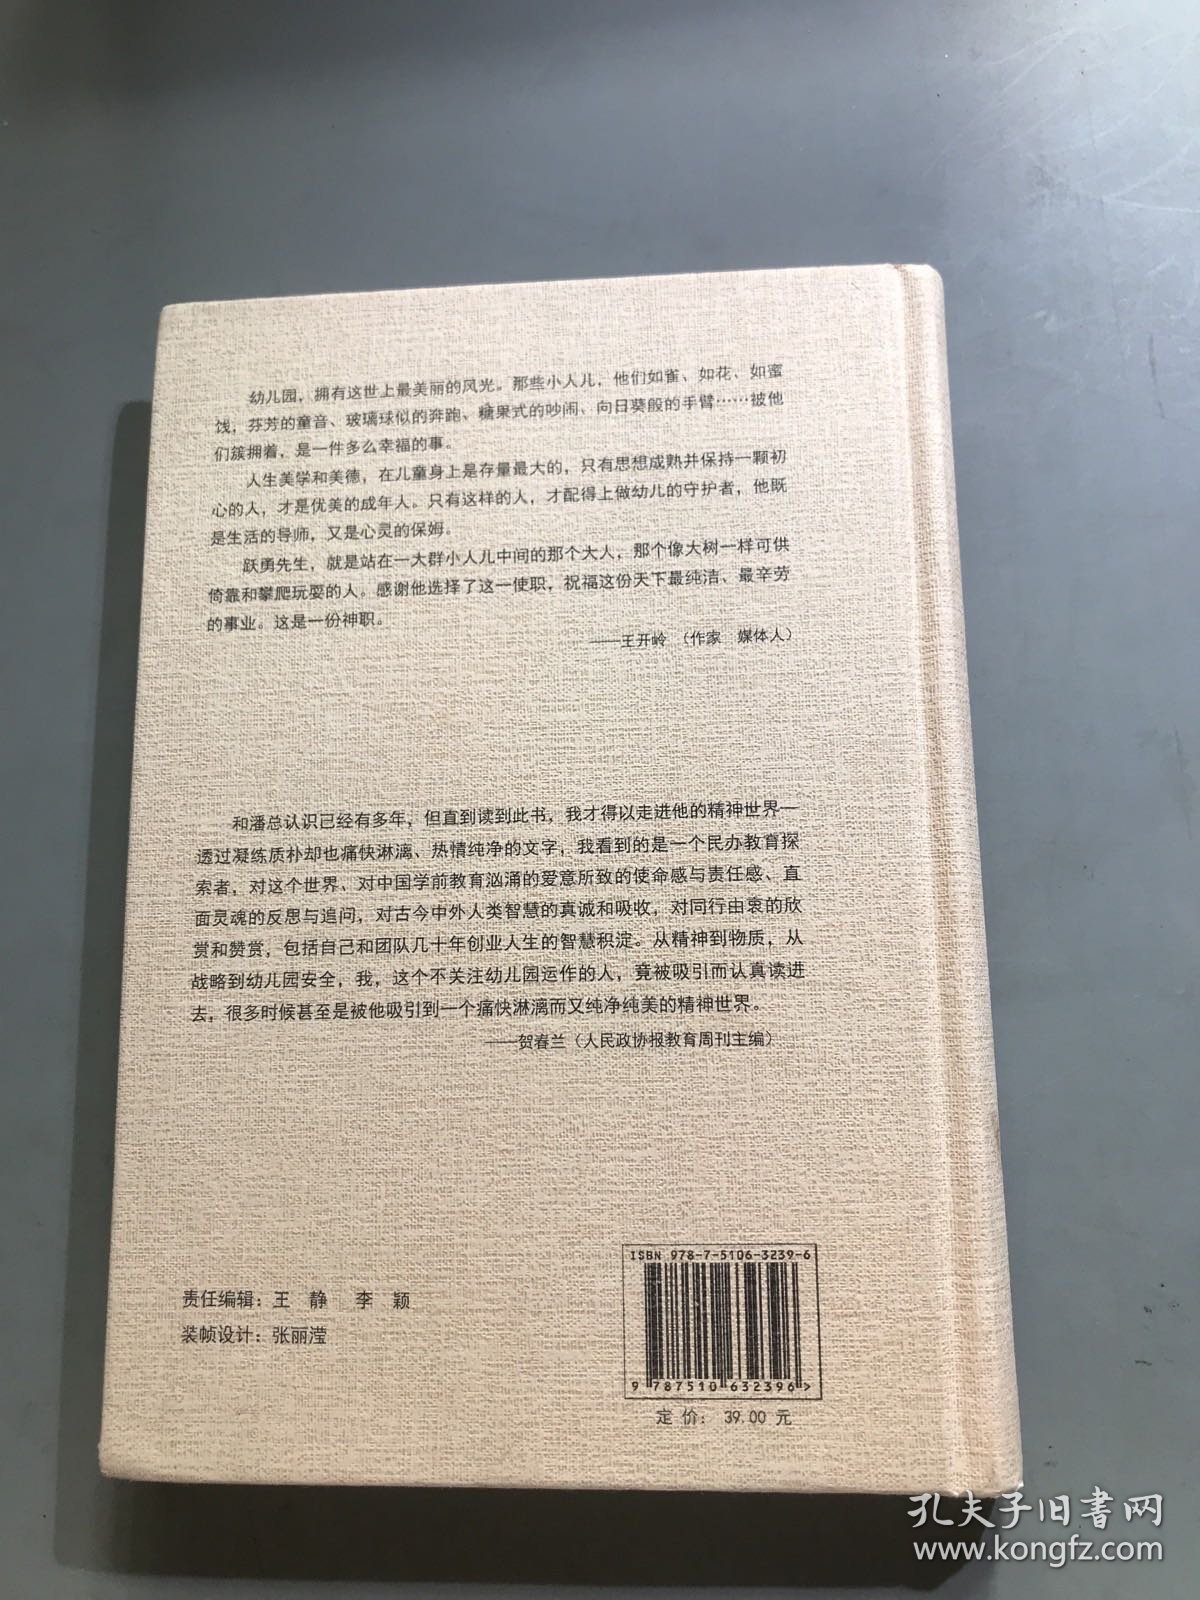 幼儿园，拥有这世上最美丽的风光。那些小人儿，他们如雀、如花、如蜜
饯，芬芳的童音、玻璃球似的奔跑、糖果式的吵闹、向日葵般的手臂……被他
们簇拥着，是一件多么幸福的事。
人生美学和美德，在儿童身上是存量最大的，只有思想成熟并保持一颗初
心的人，才是优美的成年人。只有这样的人，才配得上做幼儿的守护者，他既
是生活的导师，又是心灵的保姆。
跃勇先生，就是站在一大群小人儿中间的那个大人，那个像大树一样可供
倚靠和攀爬玩耍的人。感谢他选择了这一使职，祝福这份天下最纯洁、最辛劳
的事业。这是一份神职。
——王开岭 （作家 媒体人）
和潘总认识已经有多年，但直到读到此书，我才得以走进他的精神世界—
透过凝练质朴却也痛快淋漓、热情纯净的文字，我看到的是一个民办教育探
索者，对这个世界、对中国学前教育汹涌的爱意所致的使命感与责任感、直
面灵魂的反思与追问，对古今中外人类智慧的真诚和吸收，对同行由衷的欣
赏和赞赏，包括自己和团队几十年创业人生的智慧积淀。从精神到物质，从
战略到幼儿园安全，我，这个不关注幼儿园运作的人，竟被吸引而认真读进
去，很多时候甚至是被他吸引到一个痛快淋漓而又纯净纯美的精神世界。
——贺春兰（人民政协报教育周刊主编）
责任编辑：王 静 李 颖
装帧设计：张丽滢
ISBN 978-7-5106-3239-6
9 787510 632396>
定价：39.00 元
孔夫子旧书网
www.kongfz.com